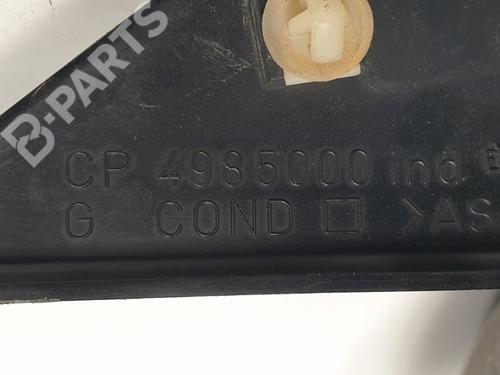 B-PARTS
CP 4985000 ind
G COND >AS